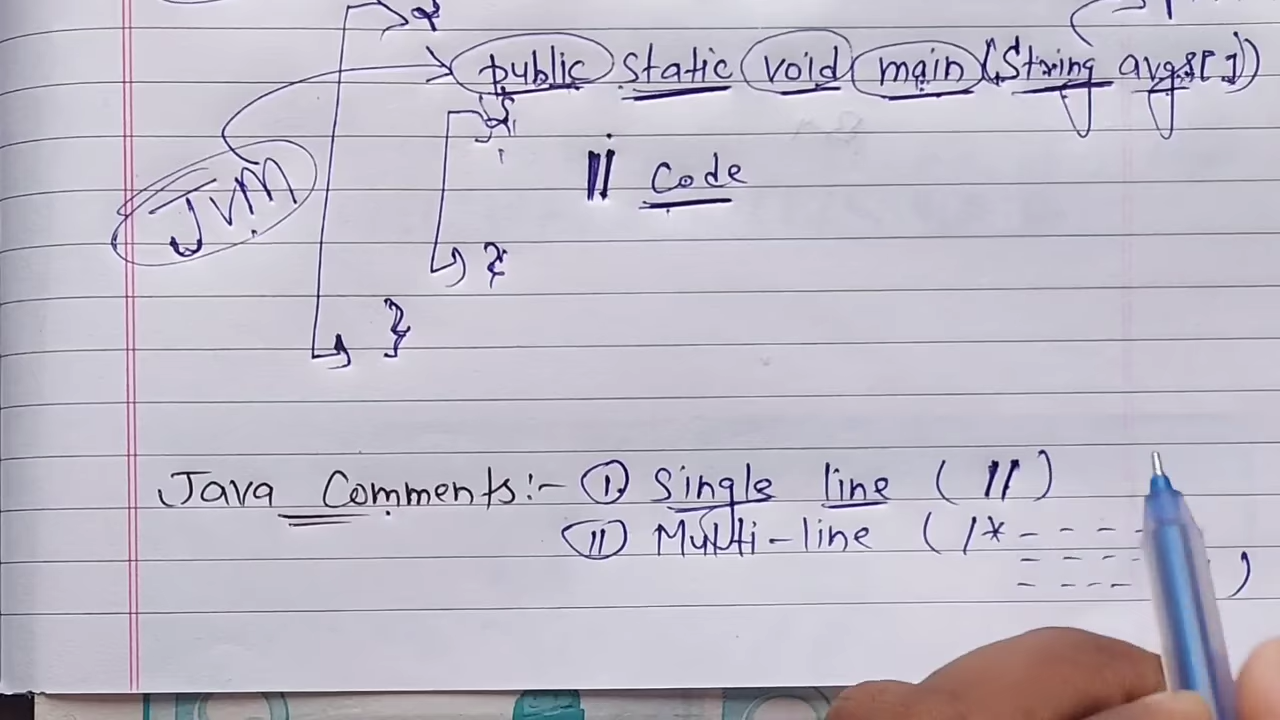 {
public static void main (String args[])
{
// Code
JVM
}
}
Java Comments:- (I) Single line ( // )
(II) Multi-line ( /* - - - -
- - - -
- - - - )